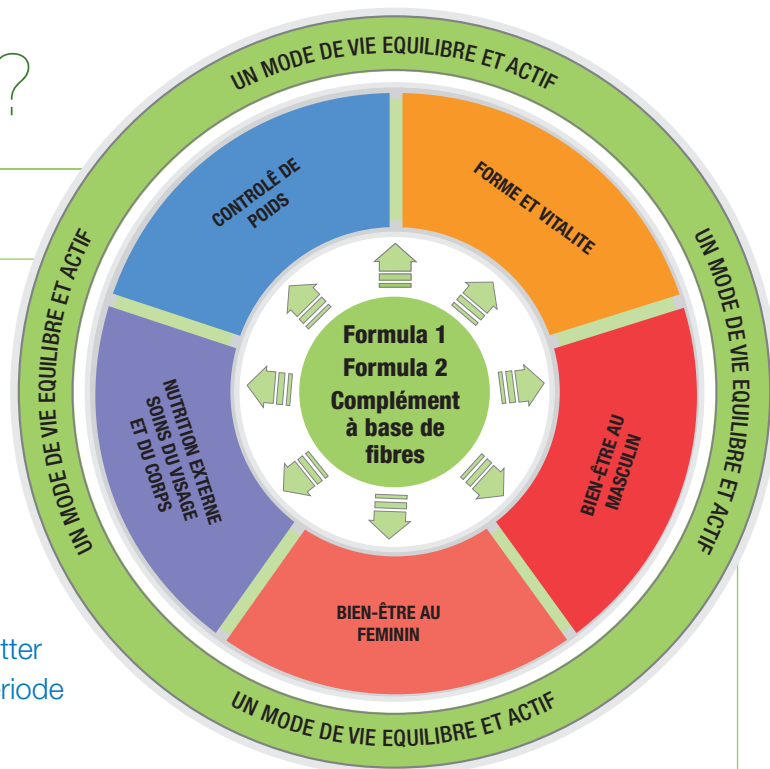 ?
UN MODE DE VIE EQUILIBRE ET ACTIF
CONTROLÊ DE
POIDS
FORME ET VITALITE
UN MODE DE VIE EQUILIBRE ET ACTIF
UN MODE DE VIE EQUILIBRE ET ACTIF
Formula 1
Formula 2
Complément
à base de
fibres
NUTRITION EXTERNE
SOINS DU VISAGE
ET DU CORPS
BIEN-ÊTRE AU
MASCULIN
BIEN-ÊTRE AU
FEMININ
tter
riode
UN MODE DE VIE EQUILIBRE ET ACTIF